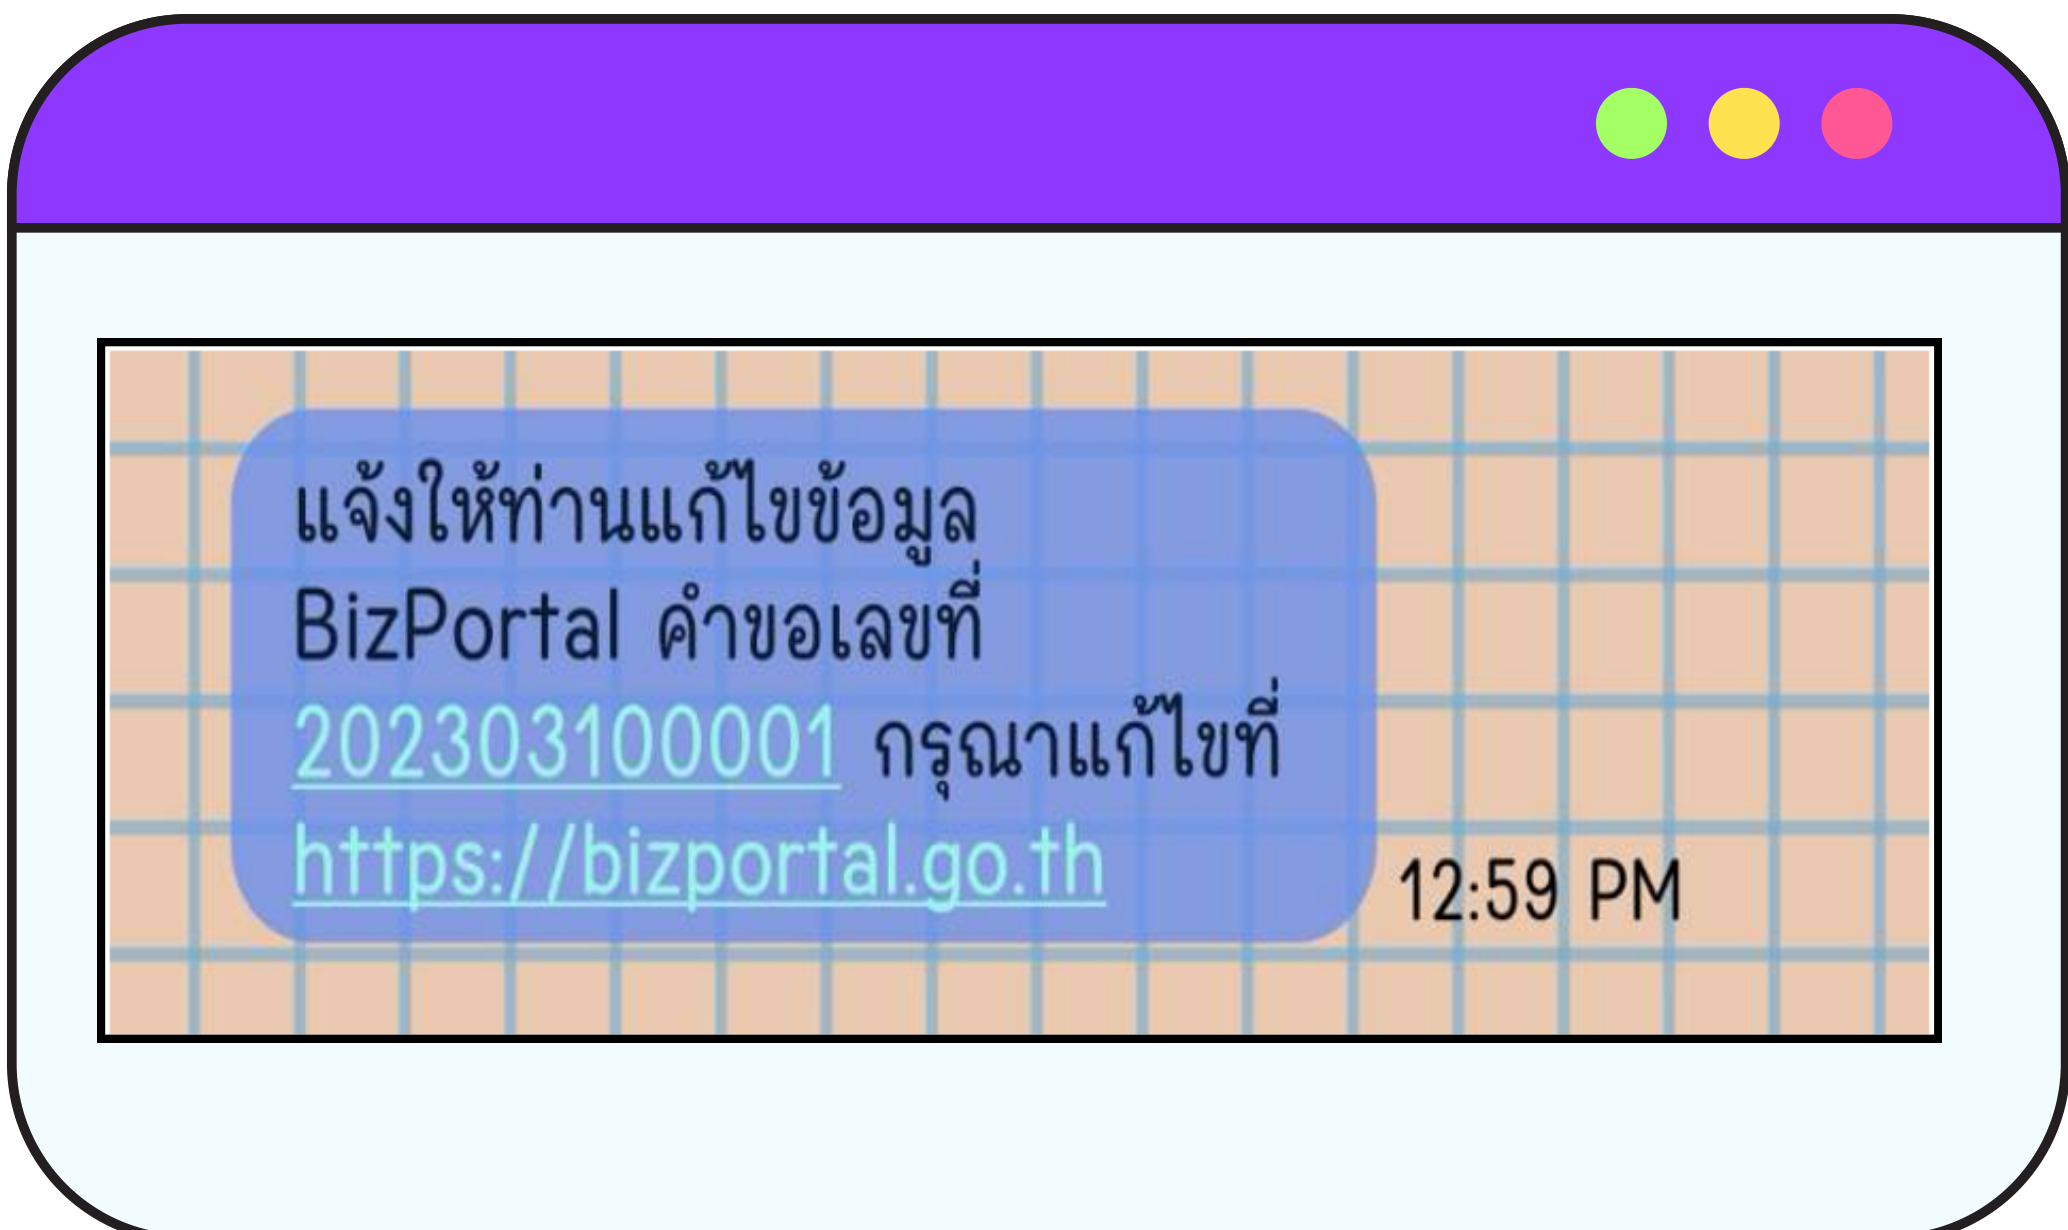 แจ้งให้ท่านแก้ไขข้อมูล
BizPortal คำขอเลขที่
202303100001 กรุณาแก้ไขที่
https://bizportal.go.th
12:59 PM